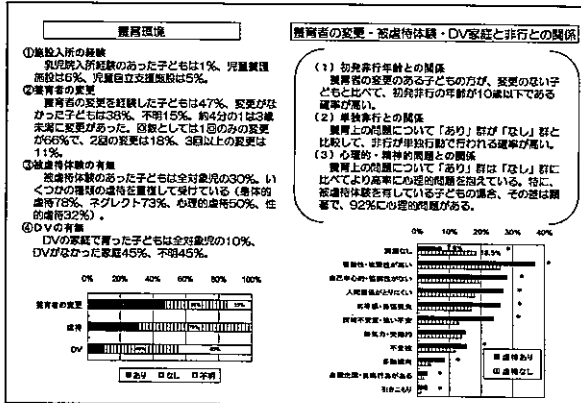 養育環境
①施設入所の経験
乳児院入所経験のあった子どもは1%、児童養護
施設は6%、児童自立支援施設は5%。
②養育者の変更
養育者の変更を経験した子どもは47%、変更がな
かった子どもは38%、不明15%。約4分の1は3歳
未満に変更があった。回数としては1回のみの変更
が66%で、2回の変更は18%、3回以上の変更は
11%。
③被虐待体験の有無
被虐待体験のあった子どもは全対象児の30%、い
くつかの種類の虐待を重複して受けている（身体的
虐待78%、ネグレクト73%、心理的虐待50%、性
的虐待32%）。
④DVの有無
DVの家庭で育った子どもは全対象児の10%、
DVがなかった家庭45%、不明45%。
0% 20% 40% 60% 80% 100%
養育者の変更
虐待
DV
■あり □なし □不明
養育者の変更・被虐待体験・DV家庭と非行との関係
（1）初発非行年齢との関係
養育者の変更のある子どもの方が、変更のない子
どもと比べて、初発非行の年齢が10歳以下である
確率が高い。
（2）単独非行との関係
養育上の問題について「あり」群が「なし」群と
比較して、非行が単独行動で行われる確率が高い。
（3）心理的・精神的問題との関係
養育上の問題について「あり」群は「なし」群に
比べてより高率に心理的問題を抱えている。特に、
被虐待体験を有している子どもの場合、その差は顕
著で、92%に心理的問題がある。
0% 10% 20% 30% 40%
問題なし
7.9%
18.5%
衝動性・攻撃性が高い
自己中心的・協調性がない
人間関係がとりにくい
無気力・受動的
不登校
多動傾向
引きこもり
■虐待あり
□虐待なし